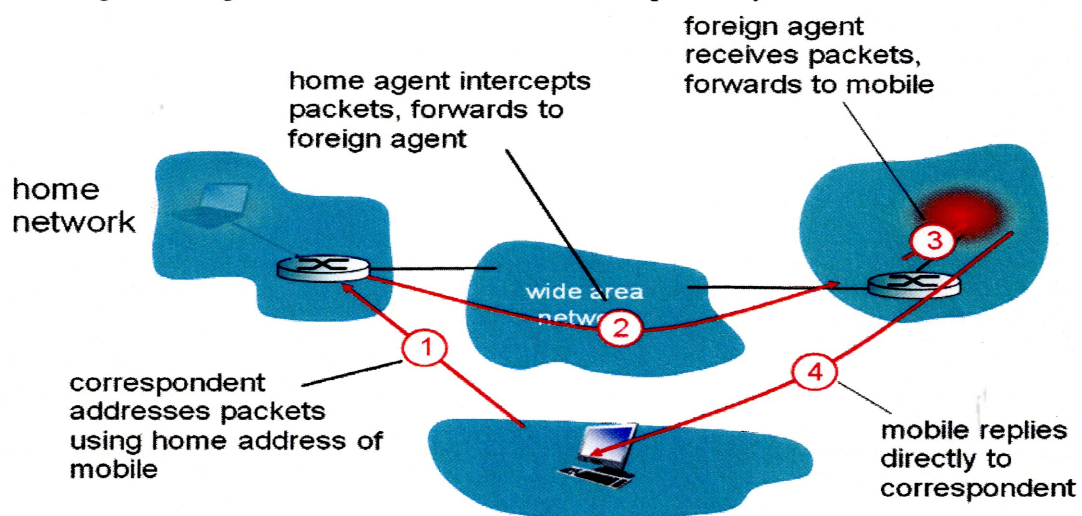 foreign agent
receives packets,
forwards to mobile
home agent intercepts
packets, forwards to
foreign agent
home
network
3
wide area
2
1
4
correspondent
addresses packets
using home address of
mobile
mobile replies
directly to
correspondent